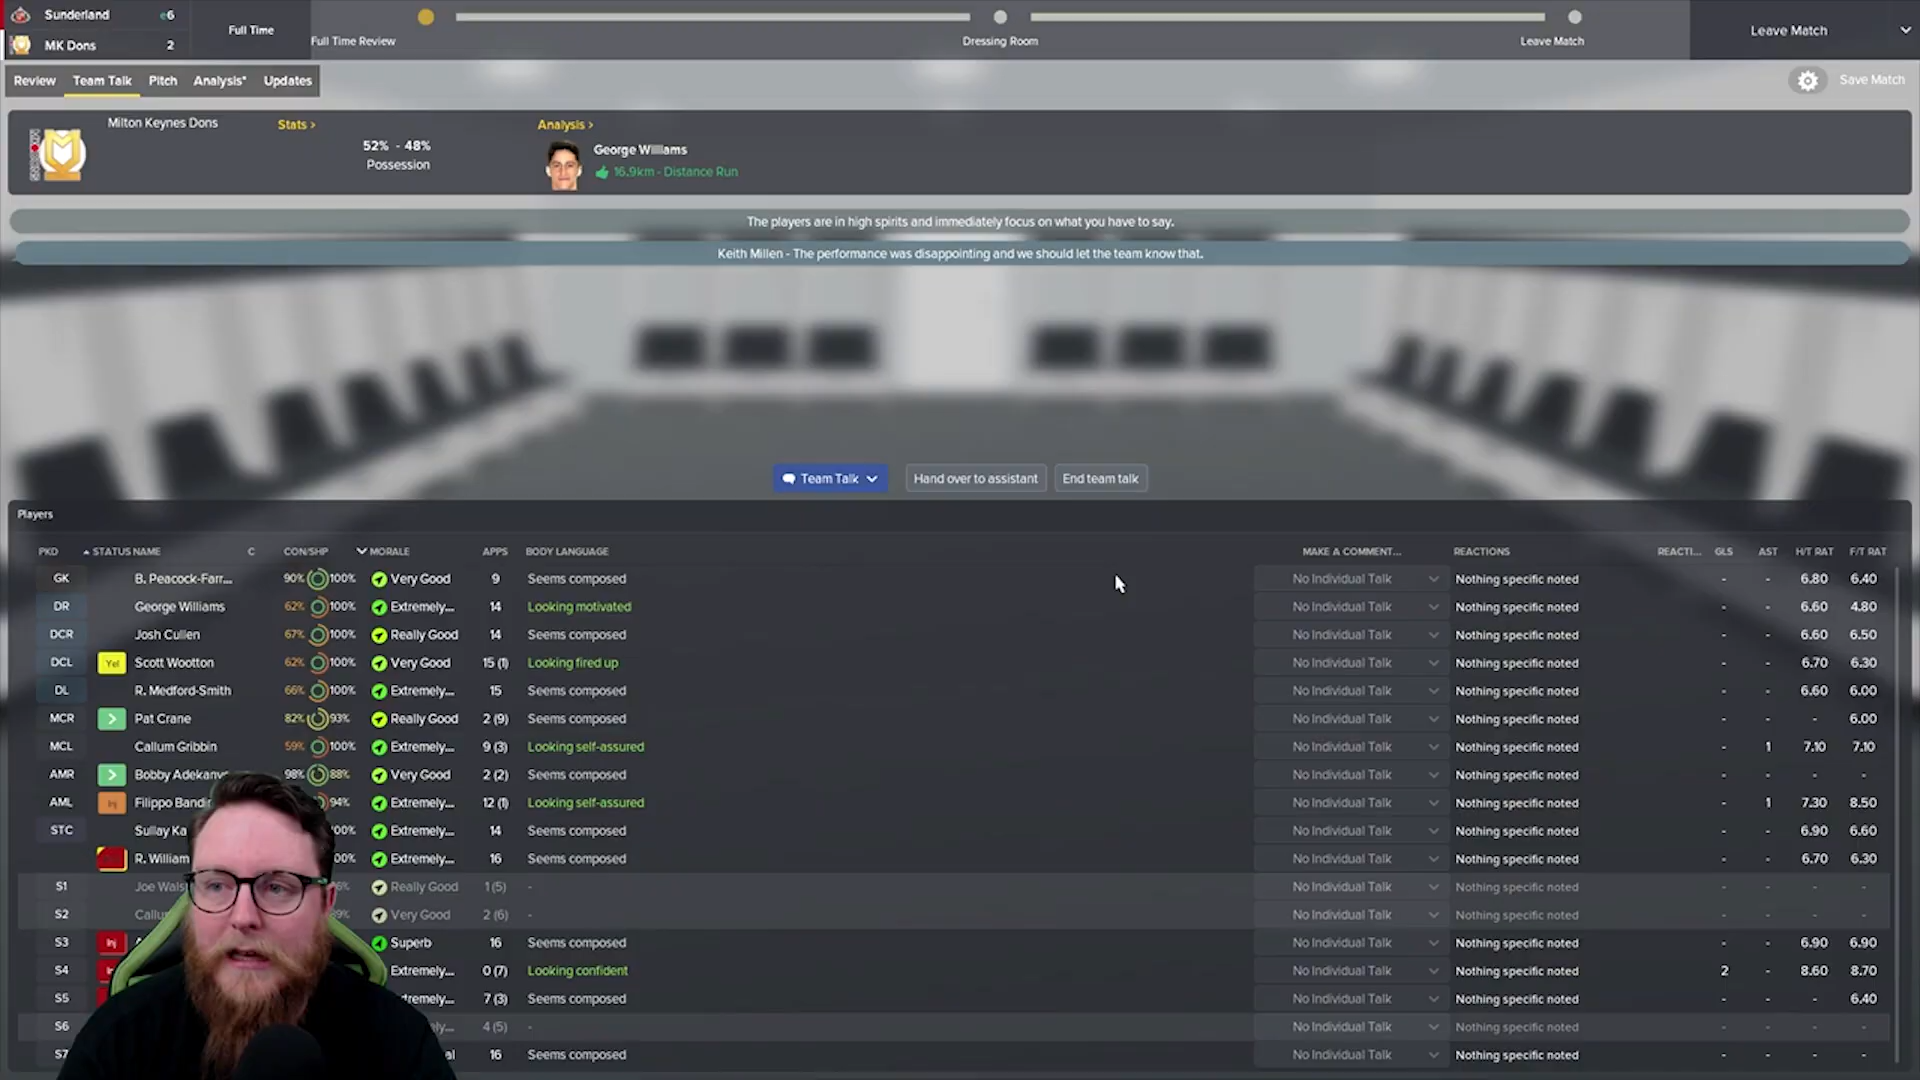 Sunderland e6
MK Dons 2
Full Time
Full Time Review
Dressing Room
Leave Match
Leave Match
Review Team Talk Pitch Analysis* Updates
Save Match
Milton Keynes Dons
Stats >
52% - 48%
Possession
Analysis >
George Williams
16.9km - Distance Run
The players are in high spirits and immediately focus on what you have to say.
Keith Millen - The performance was disappointing and we should let the team know that.
Team Talk Hand over to assistant End team talk
Players
PKD STATUS NAME C CON/SHP MORALE APPS BODY LANGUAGE MAKE A COMMENT... REACTIONS REACTI... GLS AST H/T RAT F/T RAT
GK B. Peacock-Farr... 90% 100% Very Good 9 Seems composed No Individual Talk Nothing specific noted - - 6.80 6.40
DR George Williams 62% 100% Extremely... 14 Looking motivated No Individual Talk Nothing specific noted - - 6.60 4.80
DCR Josh Cullen 67% 100% Really Good 14 Seems composed No Individual Talk Nothing specific noted - - 6.60 6.50
DCL Yel Scott Wootton 62% 100% Very Good 15 (1) Looking fired up No Individual Talk Nothing specific noted - - 6.70 6.30
DL R. Medford-Smith 66% 100% Extremely... 15 Seems composed No Individual Talk Nothing specific noted - - 6.60 6.00
MCR Pat Crane 82% 93% Really Good 2 (9) Seems composed No Individual Talk Nothing specific noted - - - 6.00
MCL Callum Gribbin 59% 100% Extremely... 9 (3) Looking self-assured No Individual Talk Nothing specific noted - 1 7.10 7.10
AMR Bobby Adekany 98% 88% Very Good 2 (2) Seems composed No Individual Talk Nothing specific noted - - - -
AML Inj Filippo Bandi 94% Extremely... 12 (1) Looking self-assured No Individual Talk Nothing specific noted - 1 7.30 8.50
STC Sullay Ka 100% Extremely... 14 Seems composed No Individual Talk Nothing specific noted - - 6.90 6.60
R. William 00% Extremely... 16 Seems composed No Individual Talk Nothing specific noted - - 6.70 6.30
S1 Joe Wals 6% Really Good 1 (5) - No Individual Talk Nothing specific noted - - - -
S2 Callu 89% Very Good 2 (6) - No Individual Talk Nothing specific noted - - - -
S3 Inj Superb 16 Seems composed No Individual Talk Nothing specific noted - - 6.90 6.90
S4 Extremely... 0 (7) Looking confident No Individual Talk Nothing specific noted 2 - 8.60 8.70
S5 tremely... 7 (3) Seems composed No Individual Talk Nothing specific noted - - - 6.40
S6 ly... 4 (5) - No Individual Talk Nothing specific noted - - - -
S7 al 16 Seems composed No Individual Talk Nothing specific noted - - - -